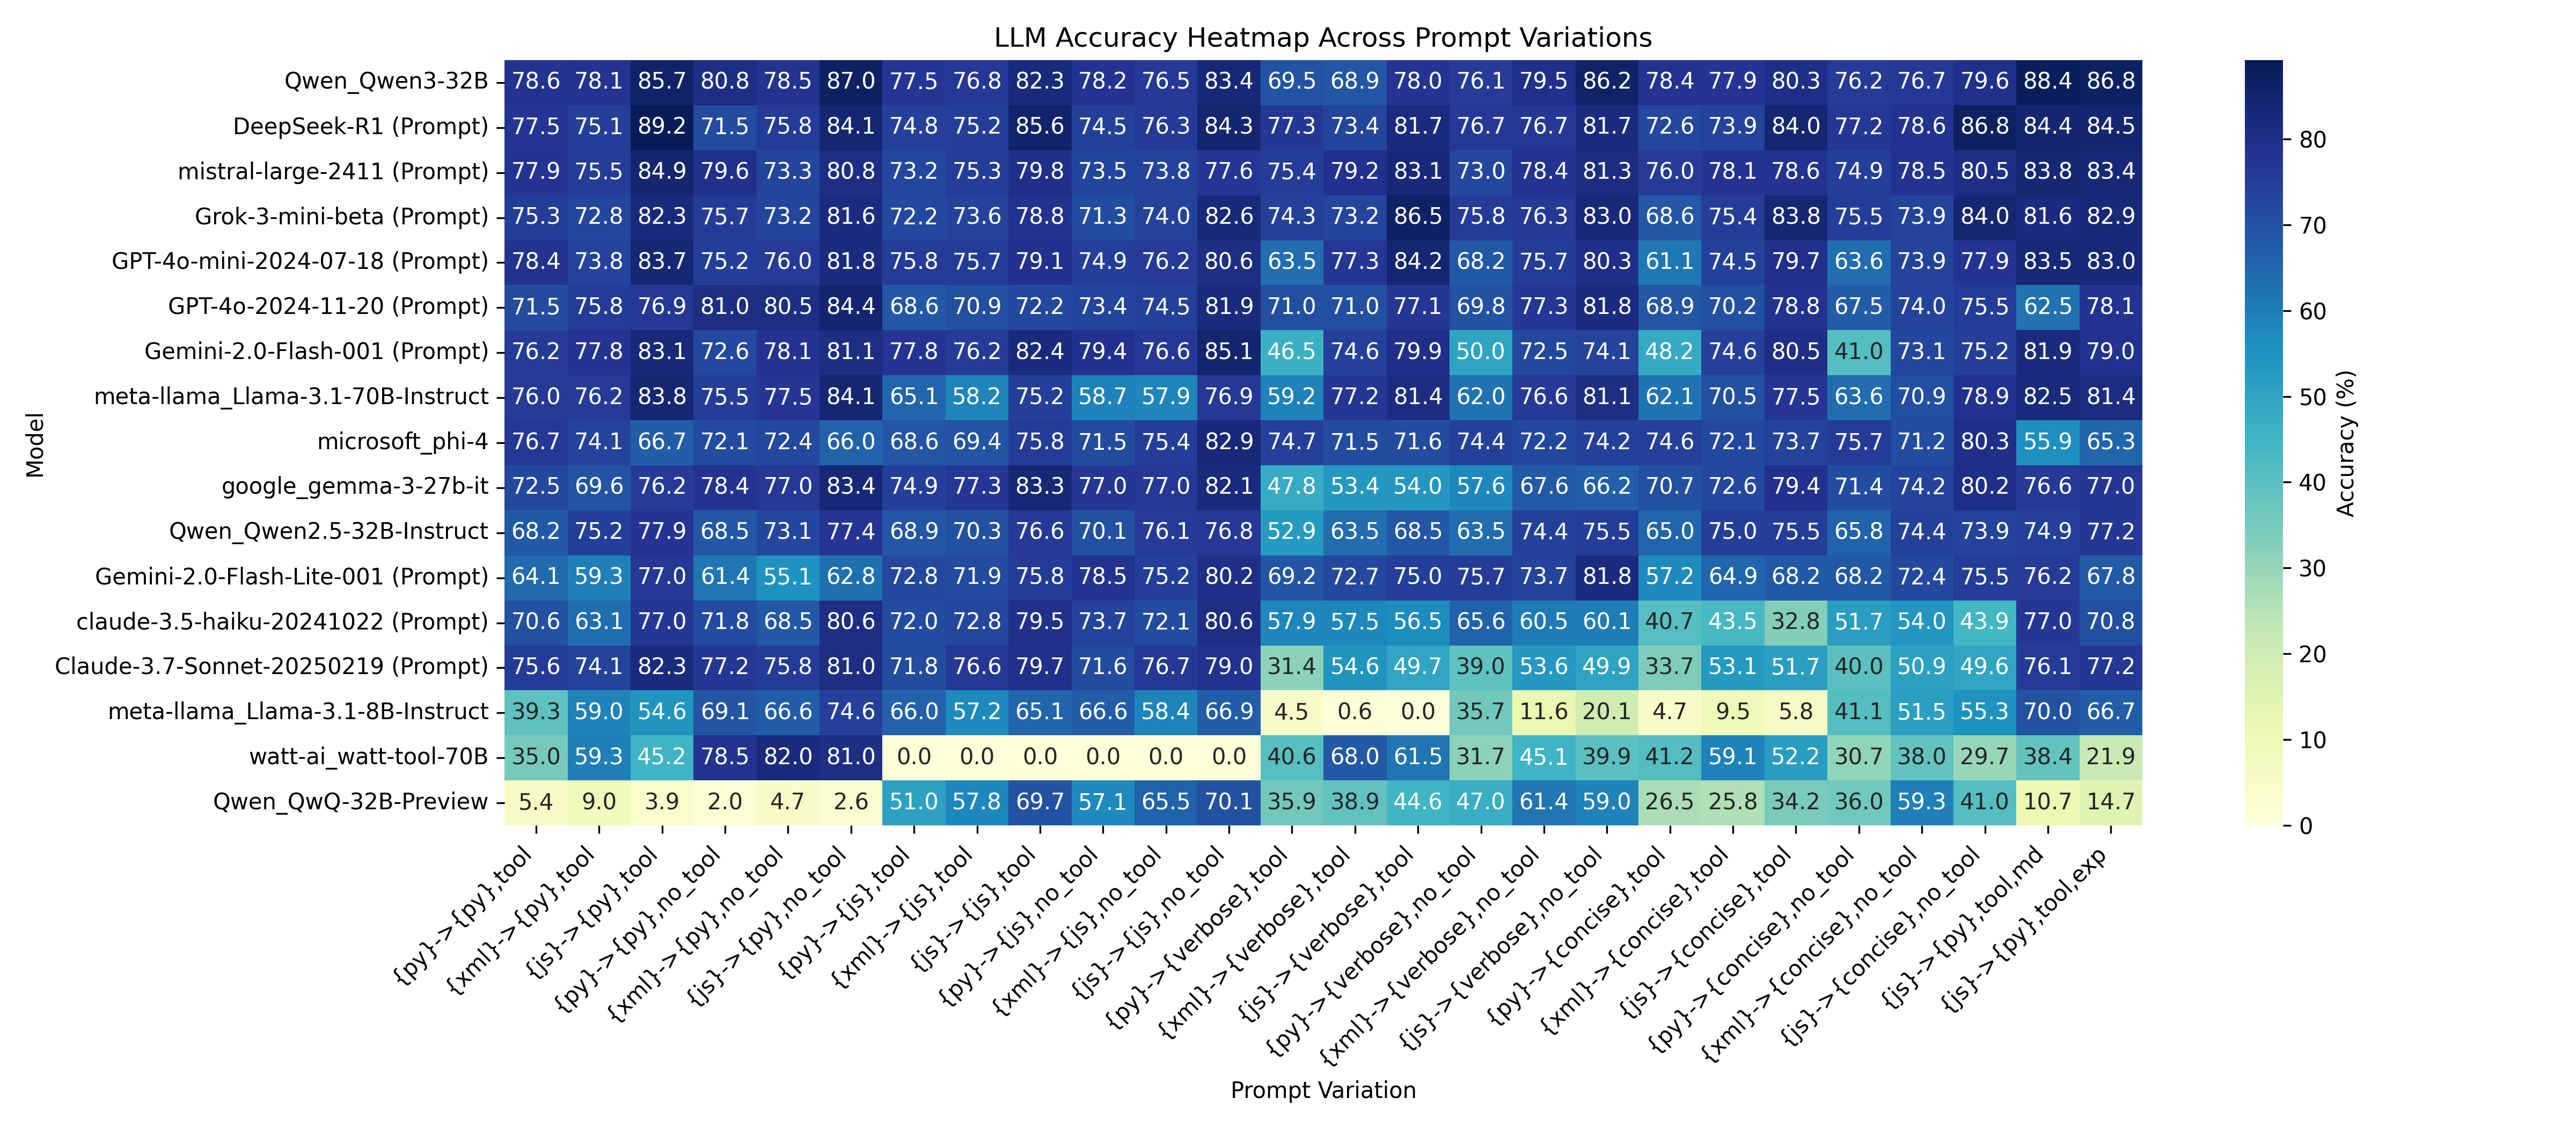 LLM Accuracy Heatmap Across Prompt Variations
Qwen_Qwen3-32B 78.6 78.1 85.7 80.8 78.5 87.0 77.5 76.8 82.3 78.2 76.5 83.4 69.5 68.9 78.0 76.1 79.5 86.2 78.4 77.9 80.3 76.2 76.7 79.6 88.4 86.8
DeepSeek-R1 (Prompt) 77.5 75.1 89.2 71.5 75.8 84.1 74.8 75.2 85.6 74.5 76.3 84.3 77.3 73.4 81.7 76.7 76.7 81.7 72.6 73.9 84.0 77.2 78.6 86.8 84.4 84.5
mistral-large-2411 (Prompt) 77.9 75.5 84.9 79.6 73.3 80.8 73.2 75.3 79.8 73.5 73.8 77.6 75.4 79.2 83.1 73.0 78.4 81.3 76.0 78.1 78.6 74.9 78.5 80.5 83.8 83.4
Grok-3-mini-beta (Prompt) 75.3 72.8 82.3 75.7 73.2 81.6 72.2 73.6 78.8 71.3 74.0 82.6 74.3 73.2 86.5 75.8 76.3 83.0 68.6 75.4 83.8 75.5 73.9 84.0 81.6 82.9
GPT-4o-mini-2024-07-18 (Prompt) 78.4 73.8 83.7 75.2 76.0 81.8 75.8 75.7 79.1 74.9 76.2 80.6 63.5 77.3 84.2 68.2 75.7 80.3 61.1 74.5 79.7 63.6 73.9 77.9 83.5 83.0
GPT-4o-2024-11-20 (Prompt) 71.5 75.8 76.9 81.0 80.5 84.4 68.6 70.9 72.2 73.4 74.5 81.9 71.0 71.0 77.1 69.8 77.3 81.8 68.9 70.2 78.8 67.5 74.0 75.5 62.5 78.1
Gemini-2.0-Flash-001 (Prompt) 76.2 77.8 83.1 72.6 78.1 81.1 77.8 76.2 82.4 79.4 76.6 85.1 46.5 74.6 79.9 50.0 72.5 74.1 48.2 74.6 80.5 41.0 73.1 75.2 81.9 79.0
meta-llama_Llama-3.1-70B-Instruct 76.0 76.2 83.8 75.5 77.5 84.1 65.1 58.2 75.2 58.7 57.9 76.9 59.2 77.2 81.4 62.0 76.6 81.1 62.1 70.5 77.5 63.6 70.9 78.9 82.5 81.4
microsoft_phi-4 76.7 74.1 66.7 72.1 72.4 66.0 68.6 69.4 75.8 71.5 75.4 82.9 74.7 71.5 71.6 74.4 72.2 74.2 74.6 72.1 73.7 75.7 71.2 80.3 55.9 65.3
google_gemma-3-27b-it 72.5 69.6 76.2 78.4 77.0 83.4 74.9 77.3 83.3 77.0 77.0 82.1 47.8 53.4 54.0 57.6 67.6 66.2 70.7 72.6 79.4 71.4 74.2 80.2 76.6 77.0
Qwen_Qwen2.5-32B-Instruct 68.2 75.2 77.9 68.5 73.1 77.4 68.9 70.3 76.6 70.1 76.1 76.8 52.9 63.5 68.5 63.5 74.4 75.5 65.0 75.0 75.5 65.8 74.4 73.9 74.9 77.2
Gemini-2.0-Flash-Lite-001 (Prompt) 64.1 59.3 77.0 61.4 55.1 62.8 72.8 71.9 75.8 78.5 75.2 80.2 69.2 72.7 75.0 75.7 73.7 81.8 57.2 64.9 68.2 68.2 72.4 75.5 76.2 67.8
claude-3.5-haiku-20241022 (Prompt) 70.6 63.1 77.0 71.8 68.5 80.6 72.0 72.8 79.5 73.7 72.1 80.6 57.9 57.5 56.5 65.6 60.5 60.1 40.7 43.5 32.8 51.7 54.0 43.9 77.0 70.8
Claude-3.7-Sonnet-20250219 (Prompt) 75.6 74.1 82.3 77.2 75.8 81.0 71.8 76.6 79.7 71.6 76.7 79.0 31.4 54.6 49.7 39.0 53.6 49.9 33.7 53.1 51.7 40.0 50.9 49.6 76.1 77.2
meta-llama_Llama-3.1-8B-Instruct 39.3 59.0 54.6 69.1 66.6 74.6 66.0 57.2 65.1 66.6 58.4 66.9 4.5 0.6 0.0 35.7 11.6 20.1 4.7 9.5 5.8 41.1 51.5 55.3 70.0 66.7
watt-ai_watt-tool-70B 35.0 59.3 45.2 78.5 82.0 81.0 0.0 0.0 0.0 0.0 0.0 0.0 40.6 68.0 61.5 31.7 45.1 39.9 41.2 59.1 52.2 30.7 38.0 29.7 38.4 21.9
Qwen_QwQ-32B-Preview 5.4 9.0 3.9 2.0 4.7 2.6 51.0 57.8 69.7 57.1 65.5 70.1 35.9 38.9 44.6 47.0 61.4 59.0 26.5 25.8 34.2 36.0 59.3 41.0 10.7 14.7
Model
{py}->{py},tool
{xml}->{py},tool
{js}->{py},tool
{py}->{py},no_tool
{xml}->{py},no_tool
{js}->{py},no_tool
{py}->{js},tool
{xml}->{js},tool
{js}->{js},tool
{py}->{js},no_tool
{xml}->{js},no_tool
{js}->{js},no_tool
{py}->{verbose},tool
{xml}->{verbose},tool
{js}->{verbose},tool
{py}->{verbose},no_tool
{xml}->{verbose},no_tool
{js}->{verbose},no_tool
{py}->{concise},tool
{xml}->{concise},tool
{js}->{concise},tool
{py}->{concise},no_tool
{xml}->{concise},no_tool
{js}->{concise},no_tool
{js}->{py},tool,md
{js}->{py},tool,exp
Prompt Variation
80
70
60
50
40
30
20
10
0
Accuracy (%)